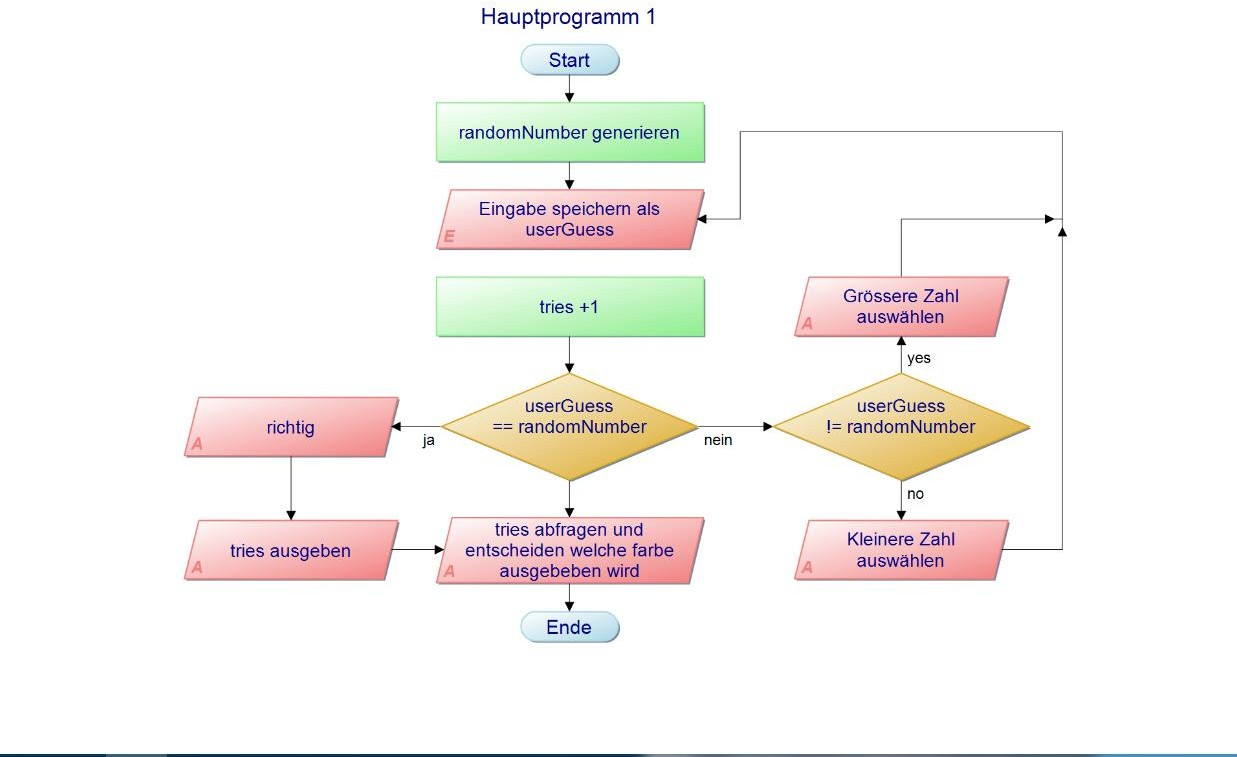 Hauptprogramm 1
Start
randomNumber generieren
Eingabe speichern als
userGuess
E
tries +1
Grössere Zahl
auswählen
A
yes
userGuess
== randomNumber
userGuess
!= randomNumber
richtig
A
ja
nein
no
tries ausgeben
A
tries abfragen und
entscheiden welche farbe
ausgebeben wird
A
Kleinere Zahl
auswählen
A
Ende